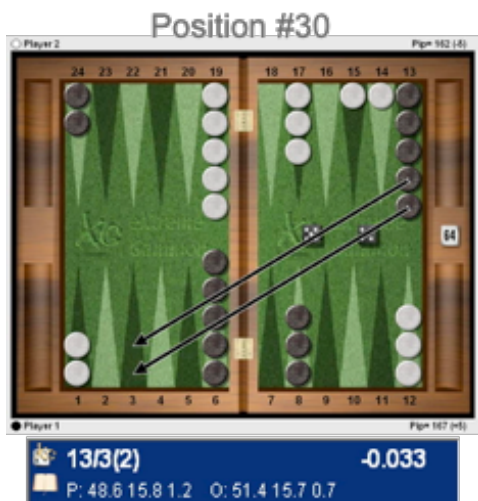 Position #30
Player 2 Pip= 162 (-5)
24 23 22 21 20 19 18 17 16 15 14 13
eXtreme
Gammon
64
1 2 3 4 5 6 7 8 9 10 11 12
Player 1 Pip= 167 (+5)
13/3(2) -0.033
P: 48.6 15.8 1.2 O: 51.4 15.7 0.7